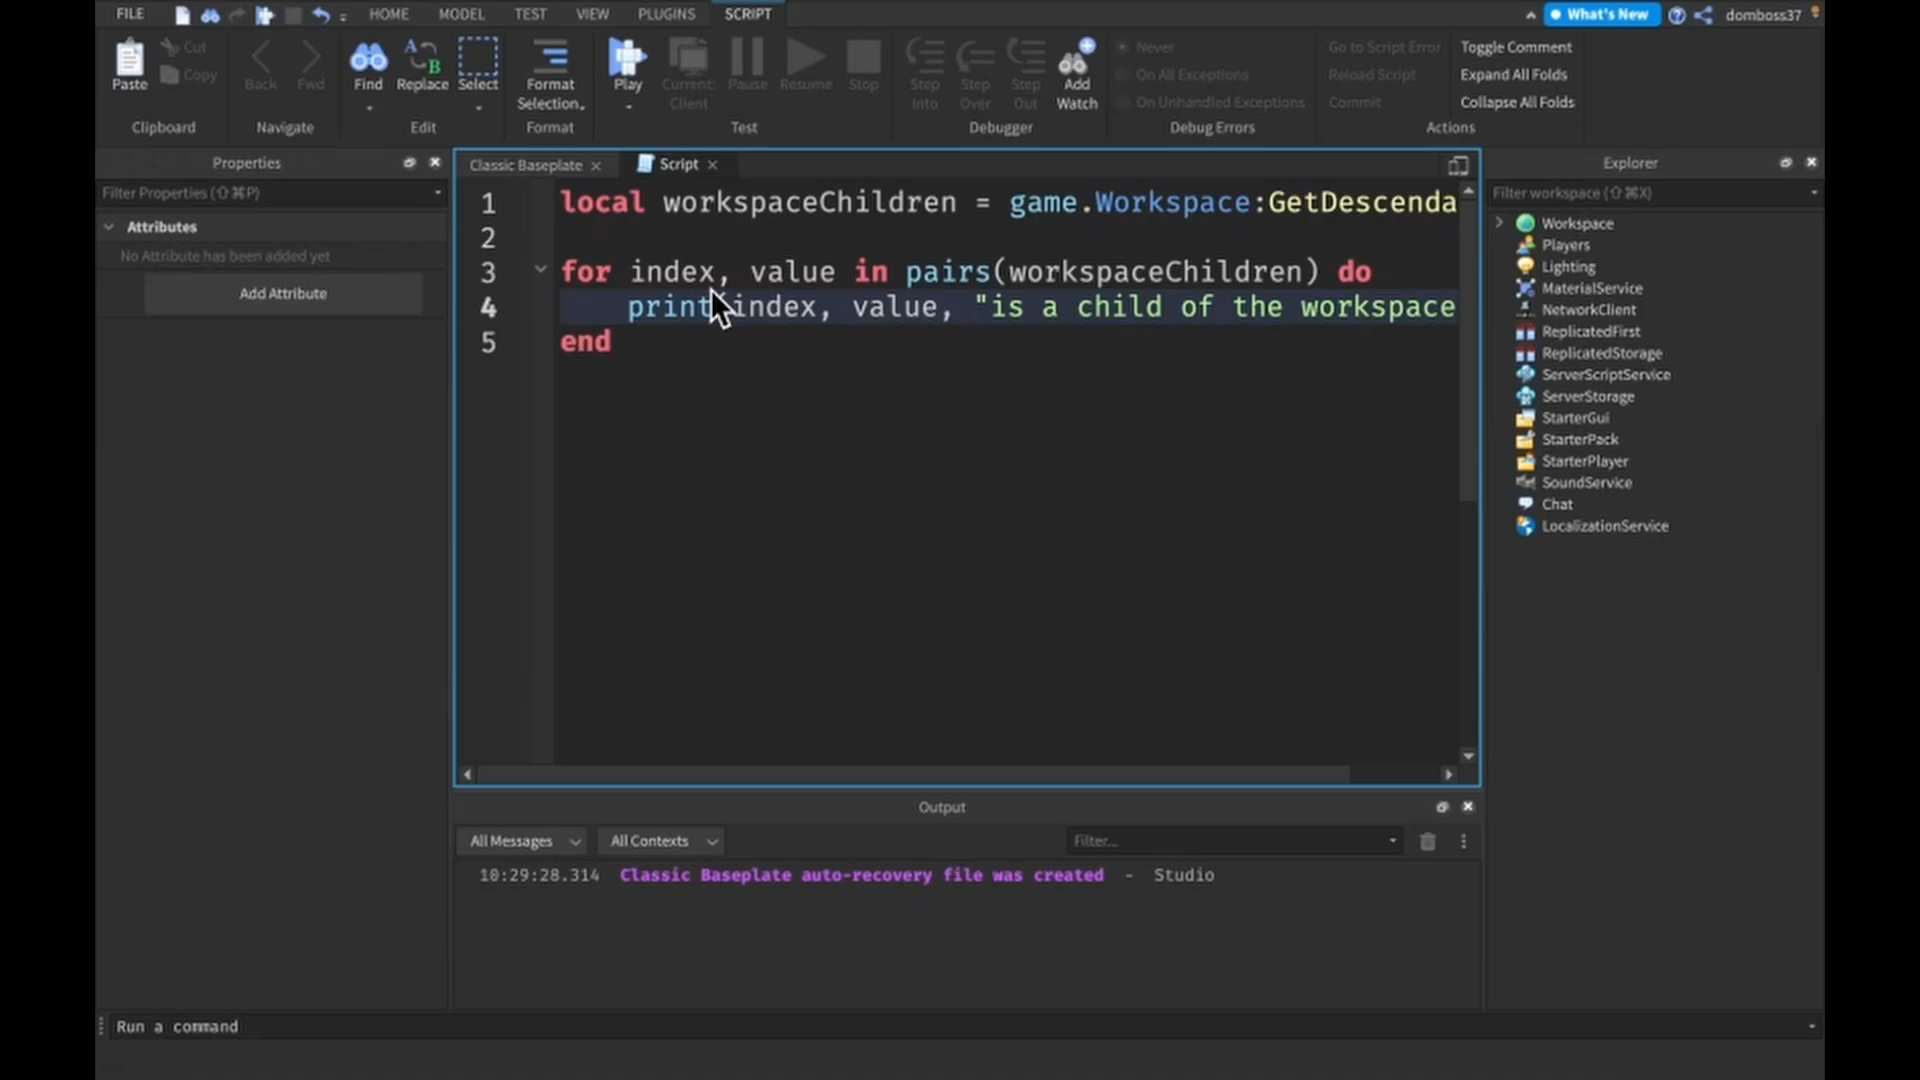 FILE HOME MODEL TEST VIEW PLUGINS SCRIPT What's New domboss37
Paste Cut Copy Back Fwd Find Replace Select Format Selection Play Current: Client Pause Resume Stop Step Into Step Over Step Out Add Watch
Never
On All Exceptions
On Unhandled Exceptions
Go to Script Error
Reload Script
Commit
Toggle Comment
Expand All Folds
Collapse All Folds
Clipboard Navigate Edit Format Test Debugger Debug Errors Actions
Properties
Filter Properties (⇧⌘P)
Attributes
No Attribute has been added yet
Add Attribute
Classic Baseplate × Script ×
1 local workspaceChildren = game.Workspace:GetDescenda
2
3 for index, value in pairs(workspaceChildren) do
4 print(index, value, "is a child of the workspace
5 end
Explorer
Filter workspace (⇧⌘X)
Workspace
Players
Lighting
MaterialService
NetworkClient
ReplicatedFirst
ReplicatedStorage
ServerScriptService
ServerStorage
StarterGui
StarterPack
StarterPlayer
SoundService
Chat
LocalizationService
Output
All Messages All Contexts Filter...
10:29:28.314 Classic Baseplate auto-recovery file was created - Studio
Run a command